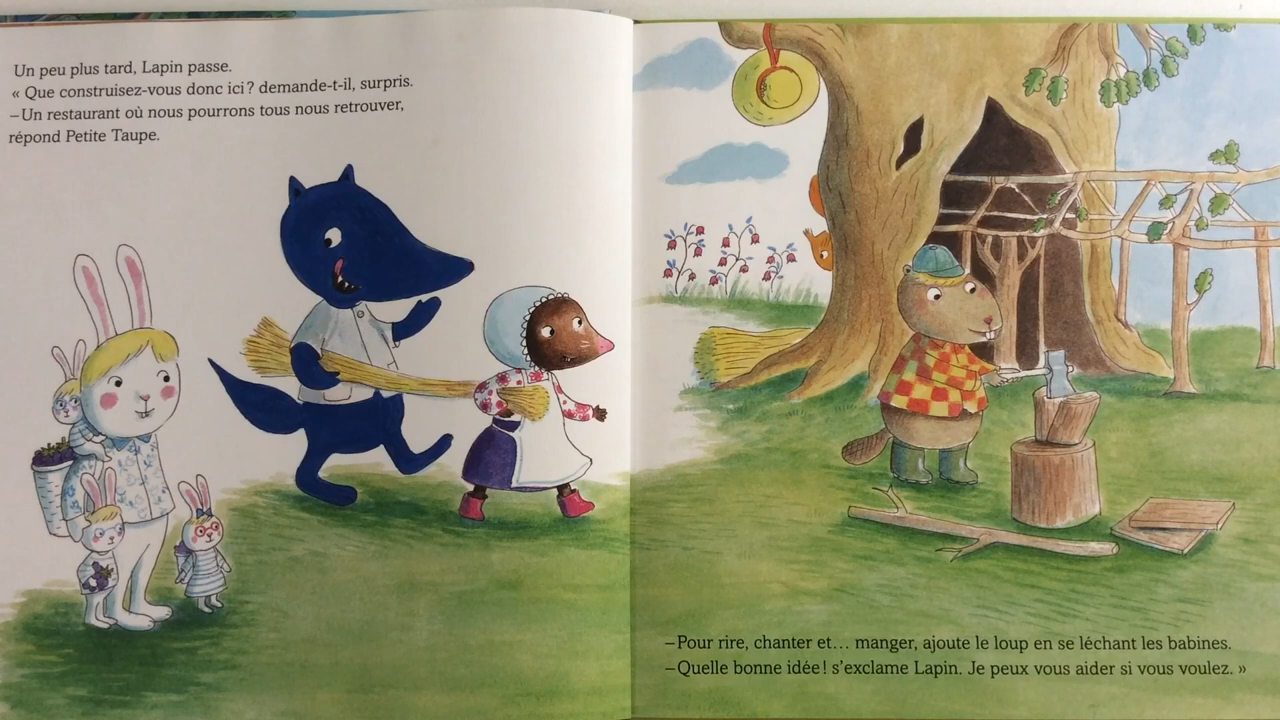 Un peu plus tard, Lapin passe.
« Que construisez-vous donc ici ? demande-t-il, surpris.
– Un restaurant où nous pourrons tous nous retrouver,
répond Petite Taupe.
– Pour rire, chanter et… manger, ajoute le loup en se léchant les babines.
– Quelle bonne idée ! s’exclame Lapin. Je peux vous aider si vous voulez. »